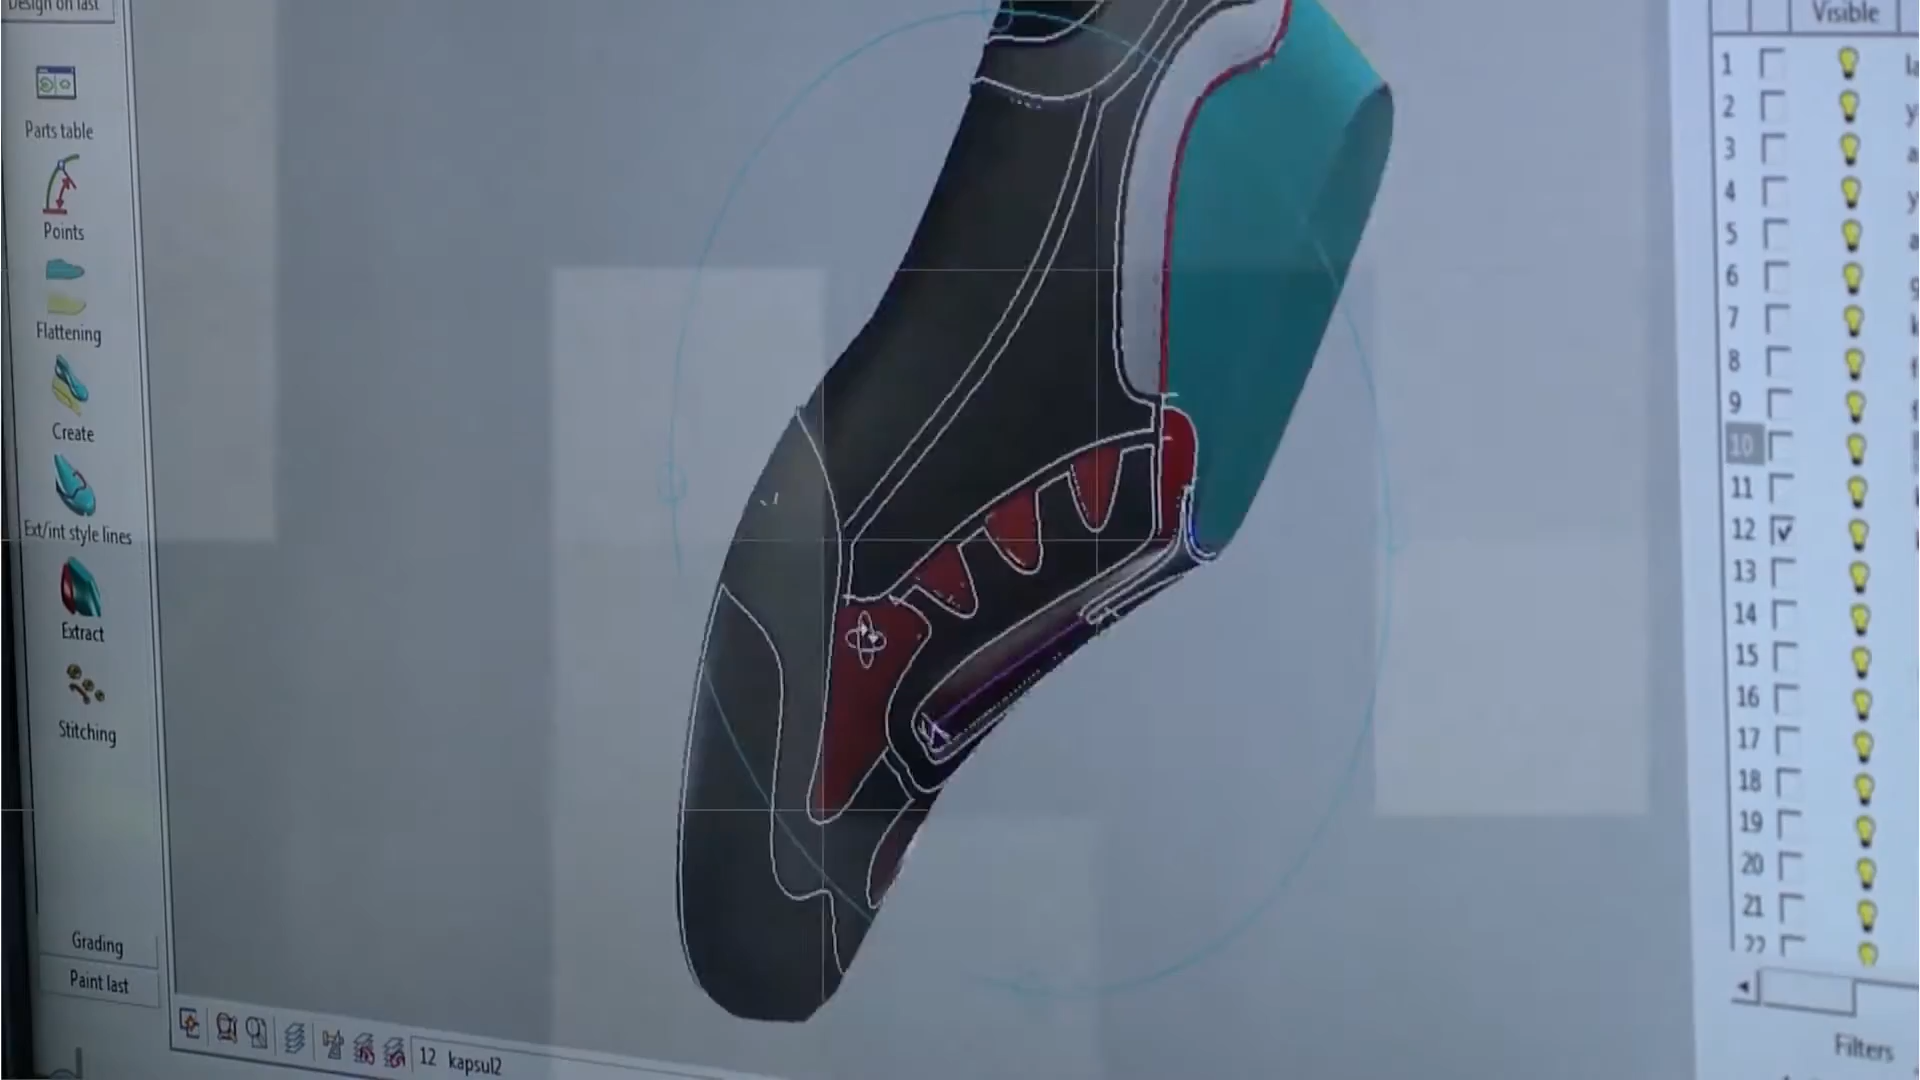 Design on last
Parts table
Points
Flattening
Create
Ext/int style lines
Extract
Stitching
Grading
Paint last
12 kapsul2
Visible
1
2
3
4
5
6
7
8
9
10
11
12
13
14
15
16
17
18
19
20
21
22
Filters